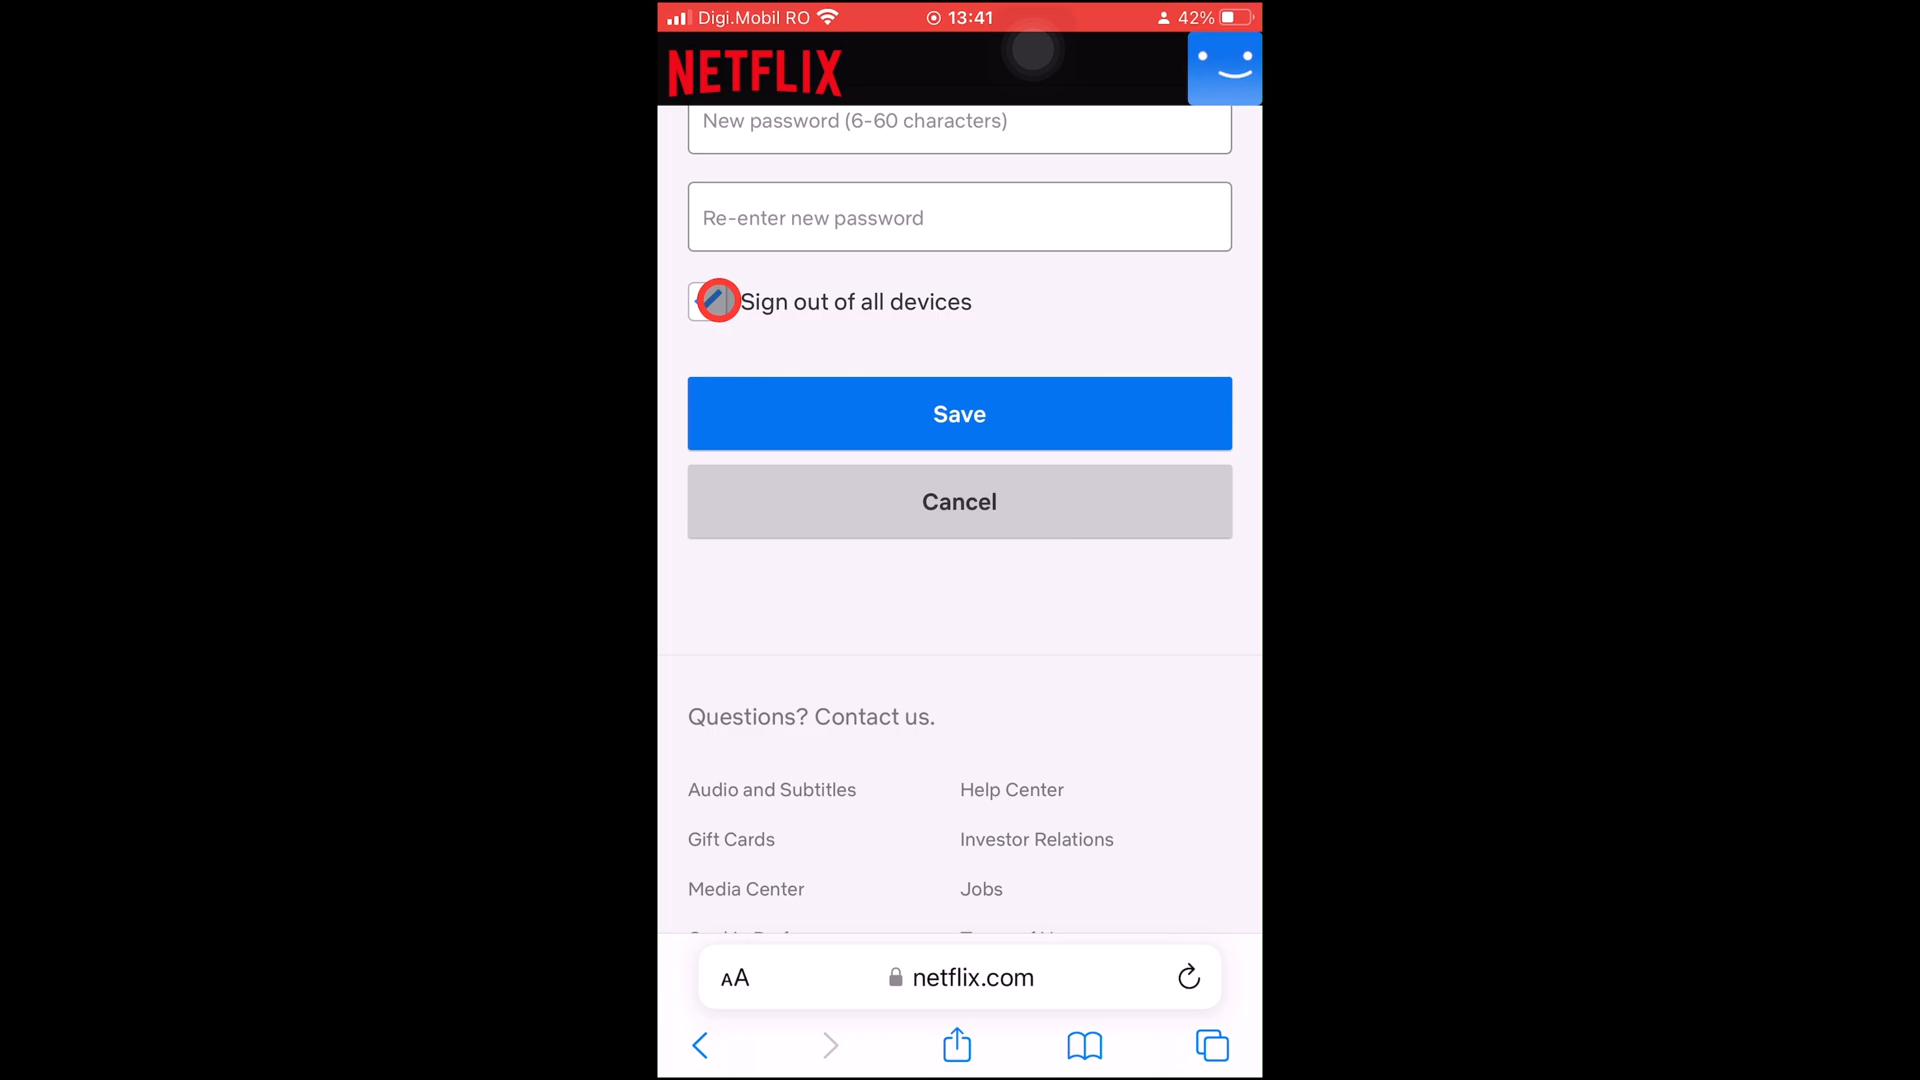 Digi.Mobil RO
13:41
42%
NETFLIX
New password (6-60 characters)
Re-enter new password
Sign out of all devices
Save
Cancel
Questions? Contact us.
Audio and Subtitles
Help Center
Gift Cards
Investor Relations
Media Center
Jobs
AA
netflix.com